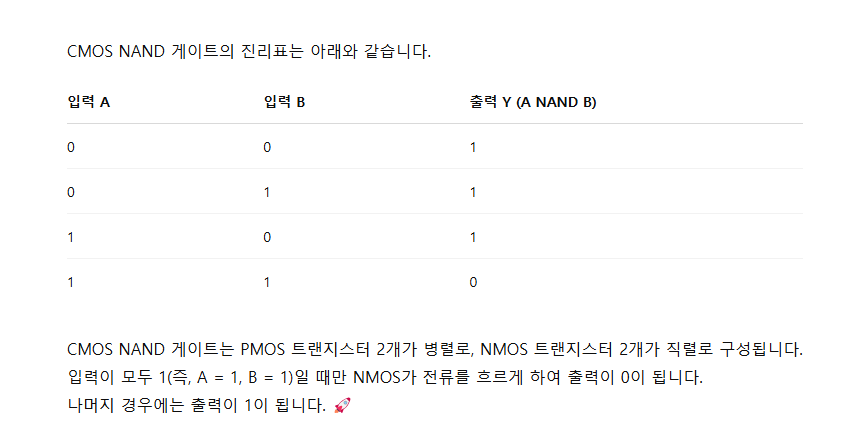 CMOS NAND 게이트의 진리표는 아래와 같습니다.
입력 A 입력 B 출력 Y (A NAND B)
0 0 1
0 1 1
1 0 1
1 1 0
CMOS NAND 게이트는 PMOS 트랜지스터 2개가 병렬로, NMOS 트랜지스터 2개가 직렬로 구성됩니다.
입력이 모두 1(즉, A = 1, B = 1)일 때만 NMOS가 전류를 흐르게 하여 출력이 0이 됩니다.
나머지 경우에는 출력이 1이 됩니다. 🚀